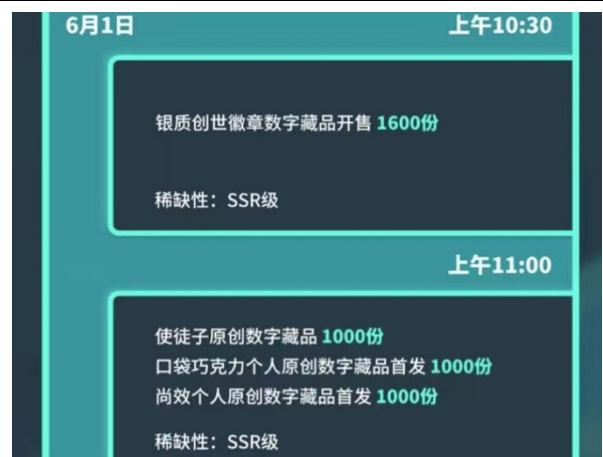 6月1日 上午10:30
银质创世徽章数字藏品开售 1600份
稀缺性：SSR级
上午11:00
使徒子原创数字藏品 1000份
口袋巧克力个人原创数字藏品首发 1000份
尚效个人原创数字藏品首发 1000份
稀缺性：SSR级